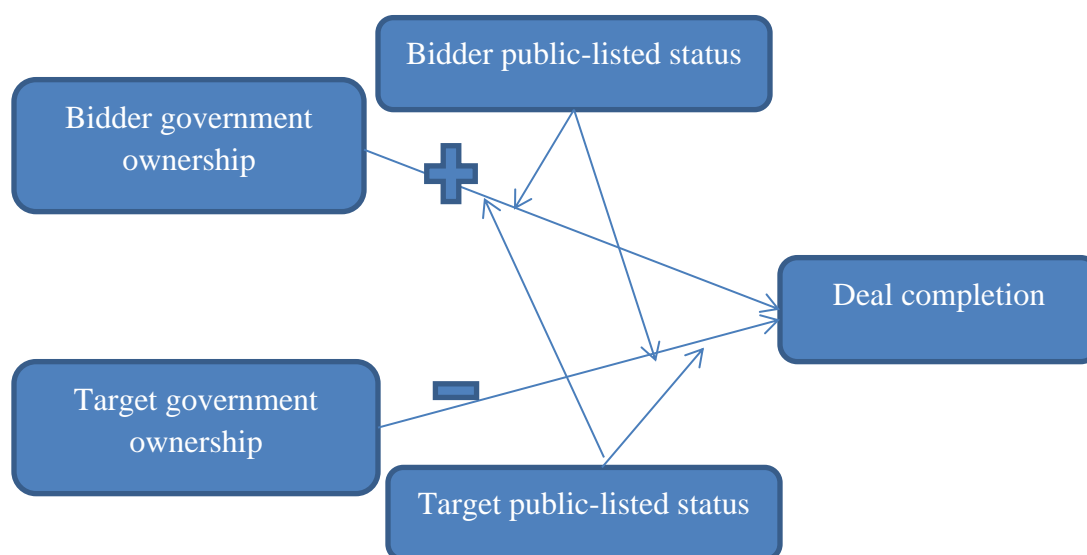 Bidder public-listed status
Bidder government
ownership
Deal completion
Target government
ownership
Target public-listed status